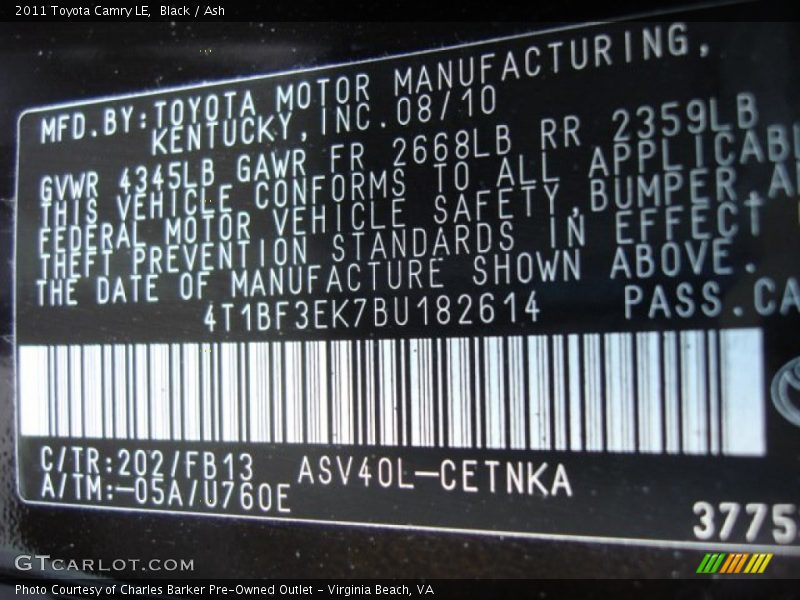 2011 Toyota Camry LE, Black / Ash
MFD.BY:TOYOTA MOTOR MANUFACTURING,
KENTUCKY,INC.08/10
GVWR 4345LB GAWR FR 2668LB RR 2359LB
THIS VEHICLE CONFORMS TO ALL APPLICABL
FEDERAL MOTOR VEHICLE SAFETY,BUMPER,A
THEFT PREVENTION STANDARDS IN EFFECT
THE DATE OF MANUFACTURE SHOWN ABOVE.
4T1BF3EK7BU182614 PASS.CA
C/TR:202/FB13 ASV40L-CETNKA
A/TM:-05A/U760E
3775
GTCARLOT.COM
Photo Courtesy of Charles Barker Pre-Owned Outlet - Virginia Beach, VA